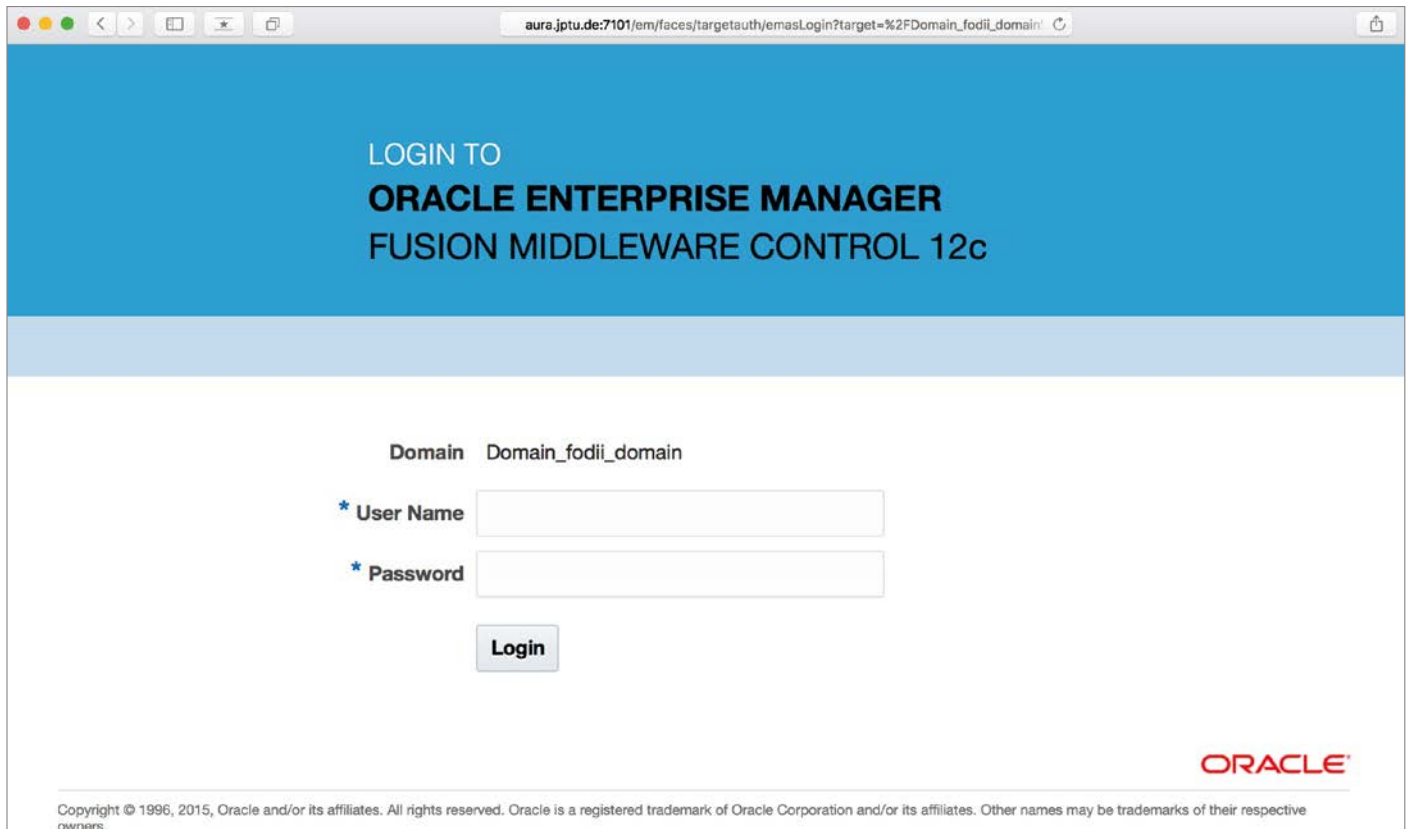 aura.jptu.de:7101/em/faces/targetauth/emasLogin?target=%2FDomain_fodii_domain
LOGIN TO
ORACLE ENTERPRISE MANAGER
FUSION MIDDLEWARE CONTROL 12c
Domain Domain_fodii_domain
* User Name
* Password
Login
ORACLE
Copyright © 1996, 2015, Oracle and/or its affiliates. All rights reserved. Oracle is a registered trademark of Oracle Corporation and/or its affiliates. Other names may be trademarks of their respective
owners.